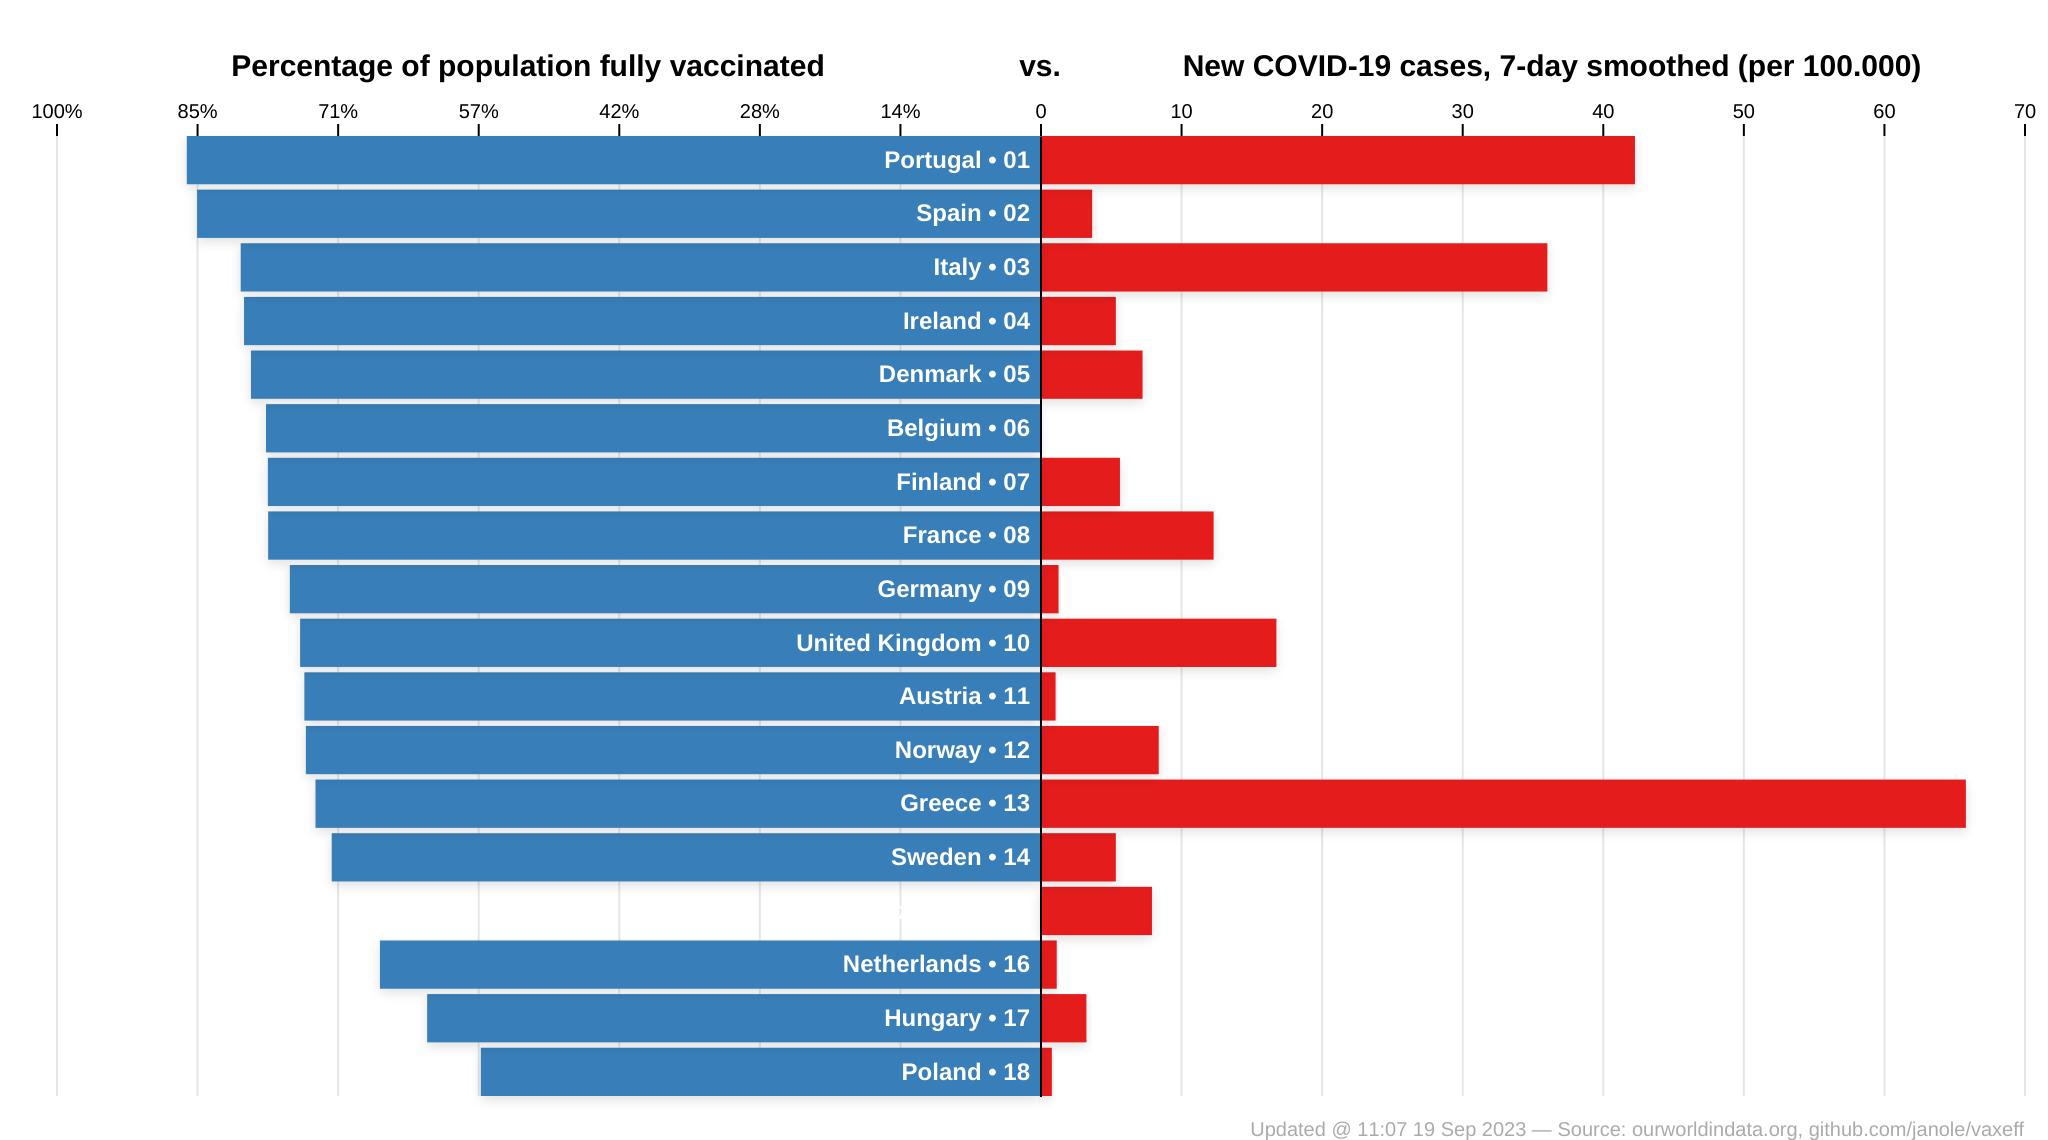 Percentage of population fully vaccinated vs. New COVID-19 cases, 7-day smoothed (per 100.000)
100% 85% 71% 57% 42% 28% 14% 0 10 20 30 40 50 60 70
Portugal • 01
Spain • 02
Italy • 03
Ireland • 04
Denmark • 05
Belgium • 06
Finland • 07
France • 08
Germany • 09
United Kingdom • 10
Austria • 11
Norway • 12
Greece • 13
Sweden • 14
Netherlands • 16
Hungary • 17
Poland • 18
Updated @ 11:07 19 Sep 2023 — Source: ourworldindata.org, github.com/janole/vaxeff